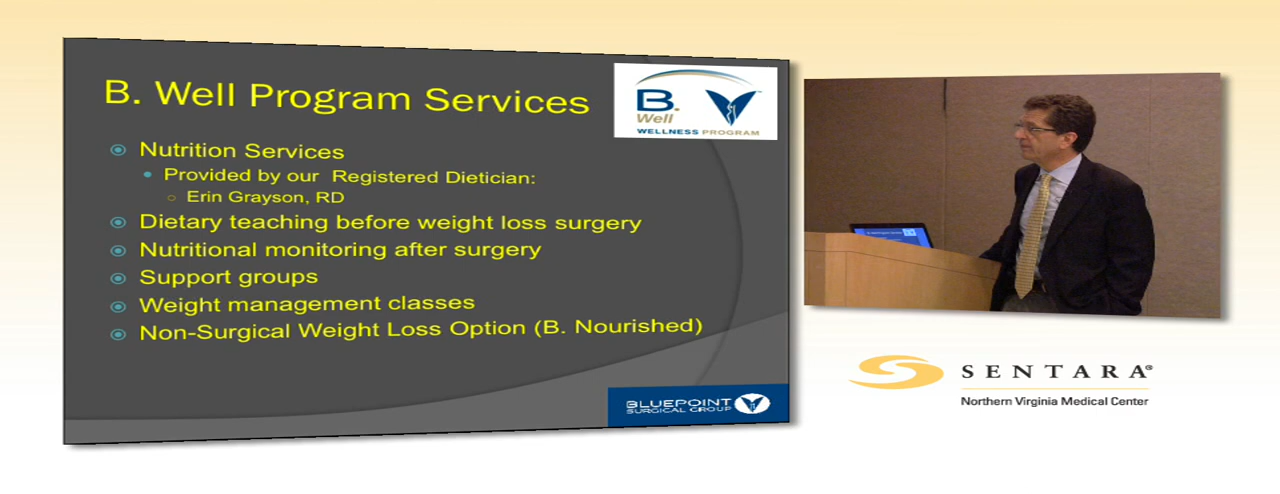 B. Well Program Services
B.
Well
WELLNESS PROGRAM
Nutrition Services
Provided by our Registered Dietician:
Erin Grayson, RD
Dietary teaching before weight loss surgery
Nutritional monitoring after surgery
Support groups
Weight management classes
Non-Surgical Weight Loss Option (B. Nourished)
BLUEPOINT
SURGICAL GROUP
SENTARA®
Northern Virginia Medical Center